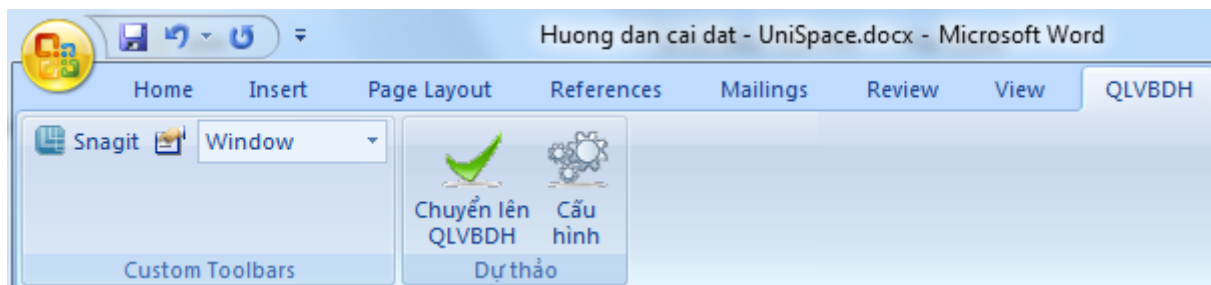 Huong dan cai dat - UniSpace.docx - Microsoft Word
Home Insert Page Layout References Mailings Review View QLVBDH
Snagit Window
Chuyển lên Cấu
QLVBDH hình
Custom Toolbars Dự thảo